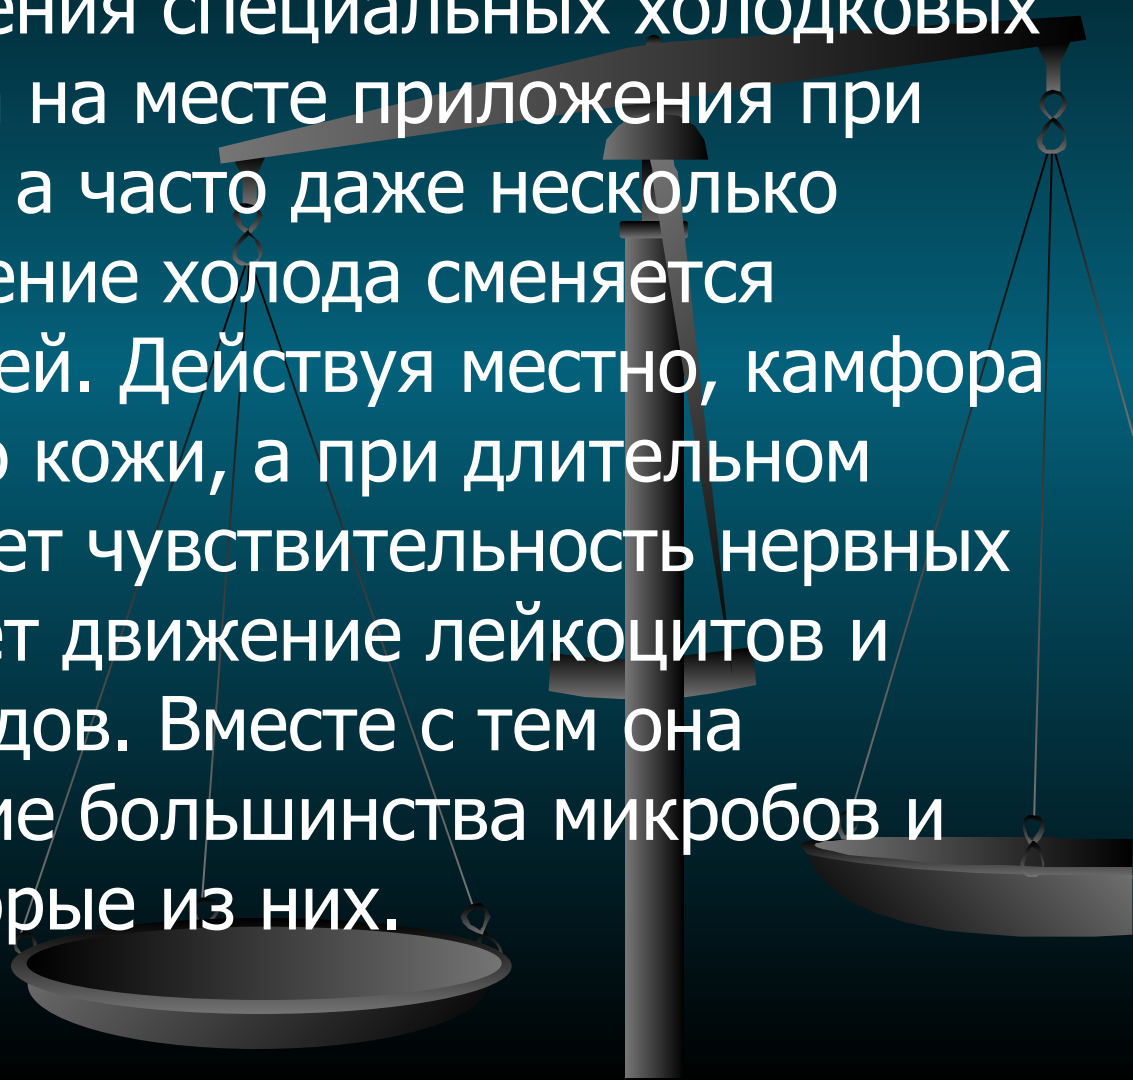 ения специальных холодковых
на месте приложения при
а часто даже несколько
ение холода сменяется
ей. Действуя местно, камфора
кожи, а при длительном
ет чувствительность нервных
ет движение лейкоцитов и
дов. Вместе с тем она
ие большинства микробов и
орые из них.